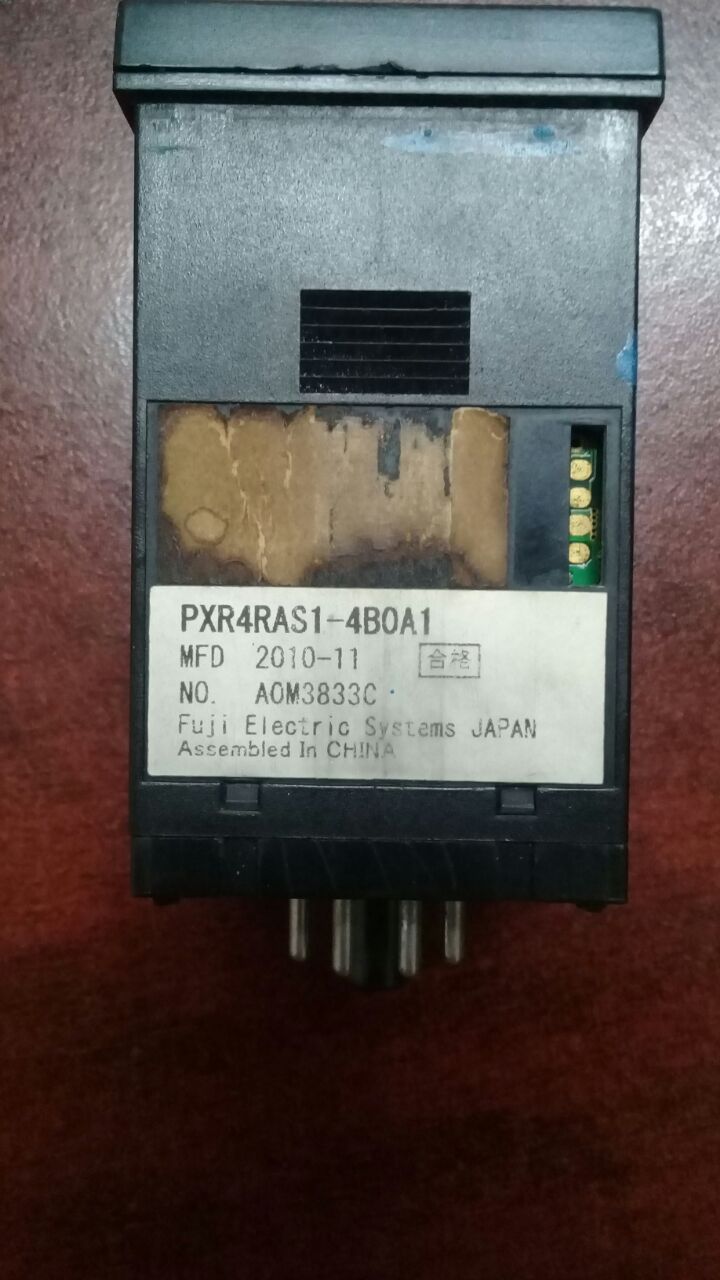 PXR4RAS1-4B0A1
MFD 2010-11 合格
NO. A0M3833C
Fuji Electric Systems JAPAN
Assembled In CHINA